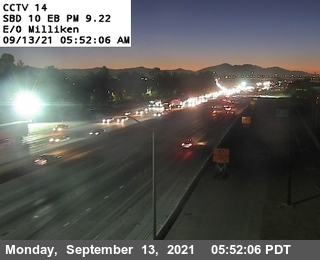 CCTV 14
SBD 10 EB PM 9.22
E/O Milliken
09/13/21 05:52:06 AM
Monday, September 13, 2021 05:52:06 PDT